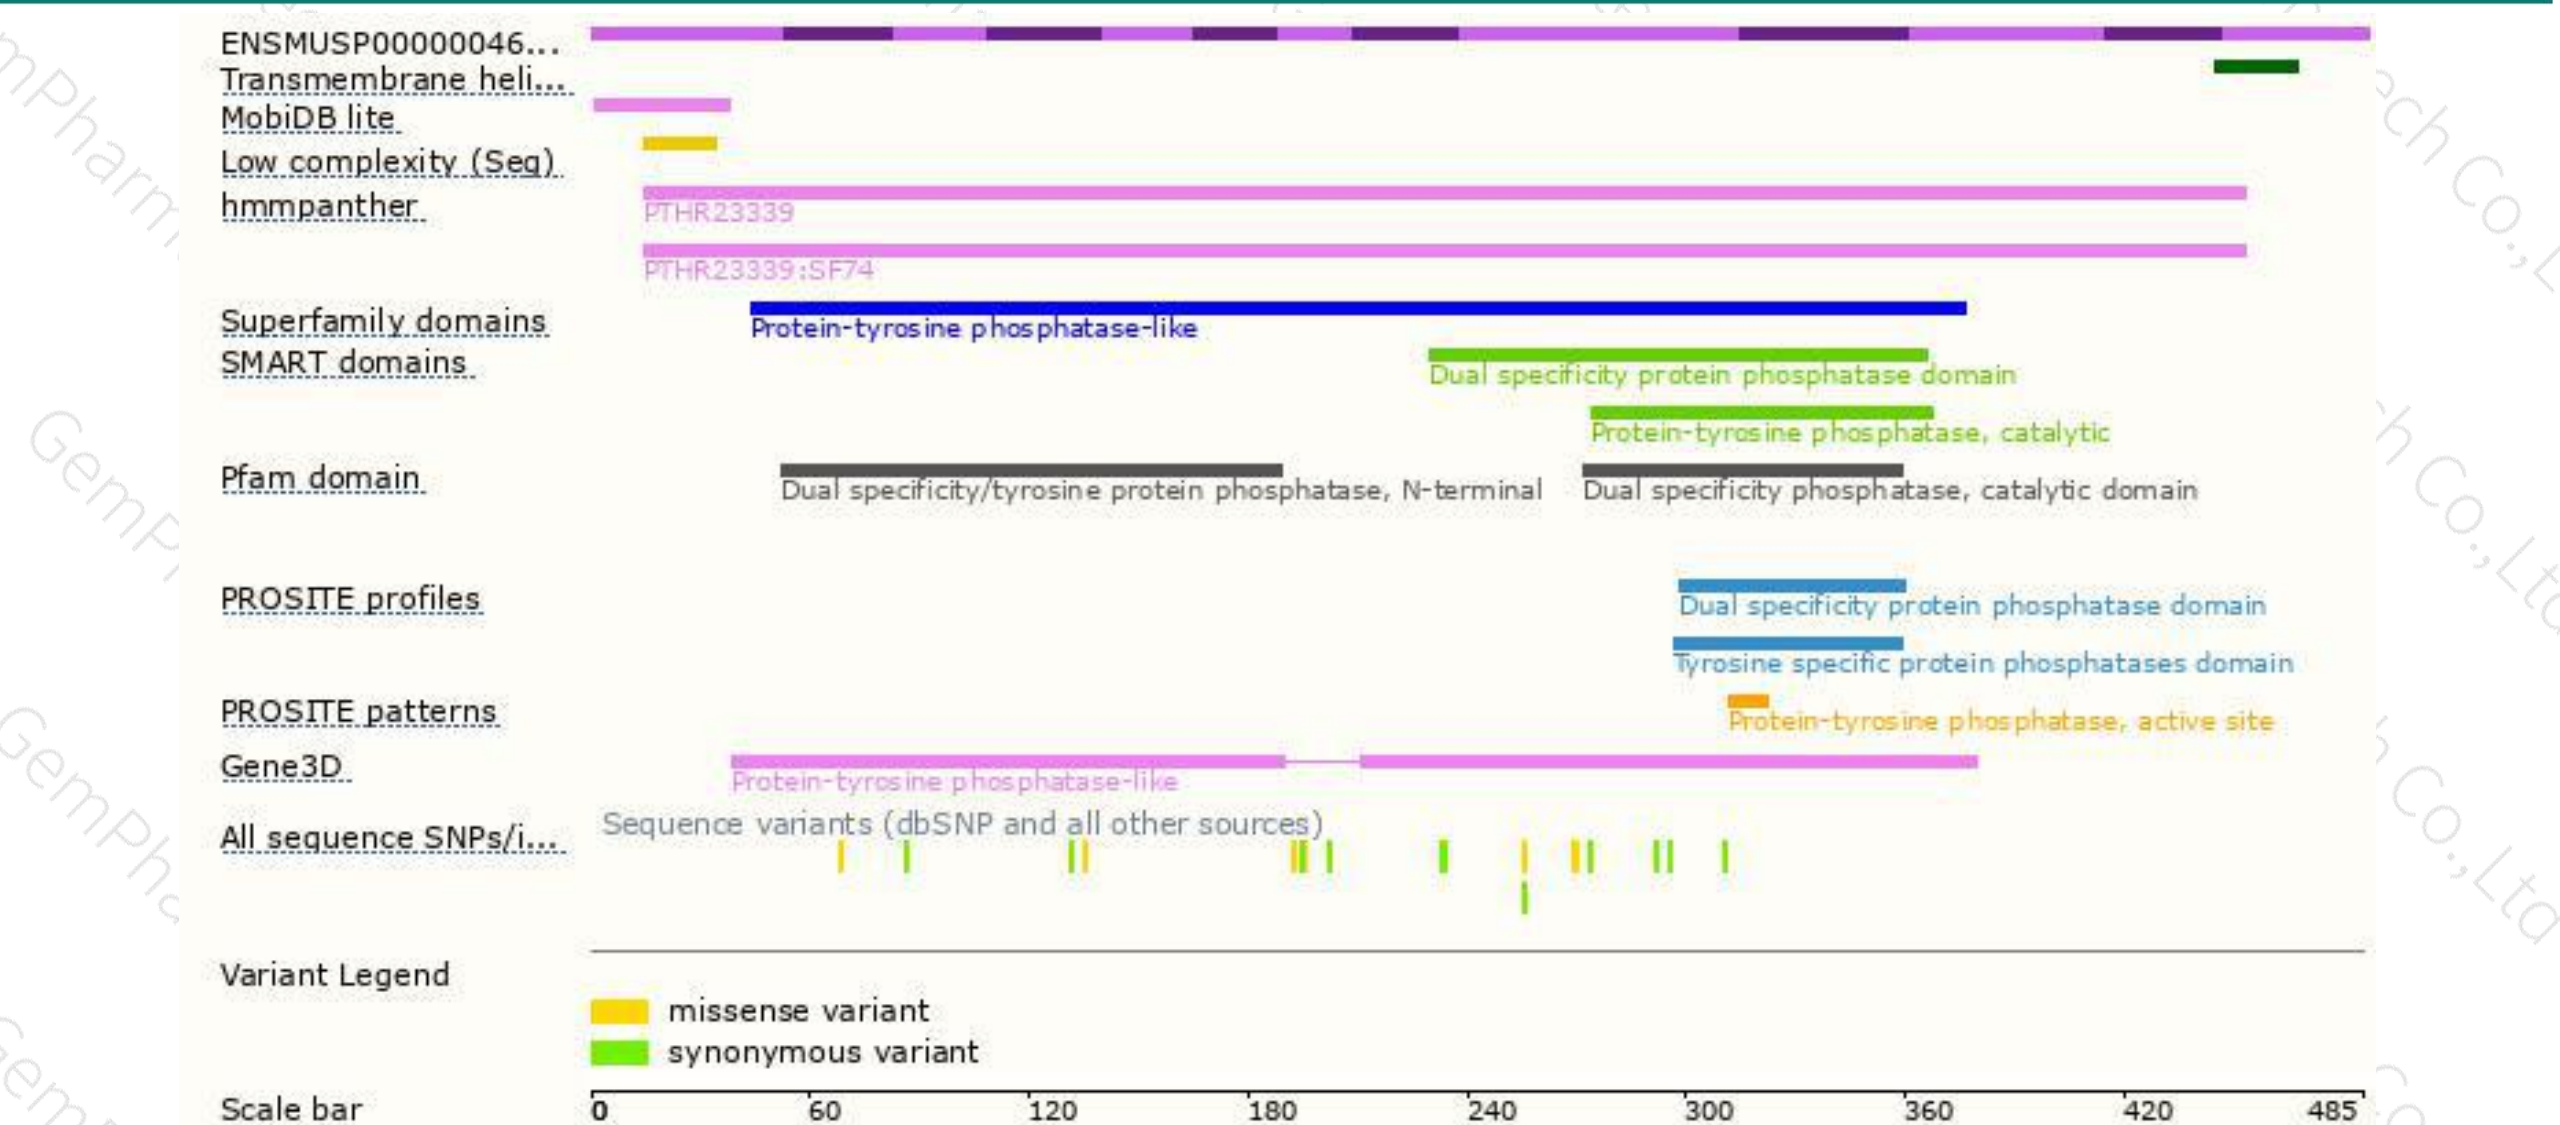 ENSMUSP00000046...
Transmembrane heli...
MobiDB lite
Low complexity (Seg)
hmmpanther
PTHR23339
PTHR23339:SF74
Superfamily domains
Protein-tyrosine phosphatase-like
SMART domains
Dual specificity protein phosphatase domain
Protein-tyrosine phosphatase, catalytic
Pfam domain
Dual specificity/tyrosine protein phosphatase, N-terminal
Dual specificity phosphatase, catalytic domain
PROSITE profiles
Dual specificity protein phosphatase domain
Tyrosine specific protein phosphatases domain
PROSITE patterns
Protein-tyrosine phosphatase, active site
Gene3D
Protein-tyrosine phosphatase-like
All sequence SNPs/i...
Sequence variants (dbSNP and all other sources)
Variant Legend
missense variant
synonymous variant
Scale bar
0 60 120 180 240 300 360 420 485